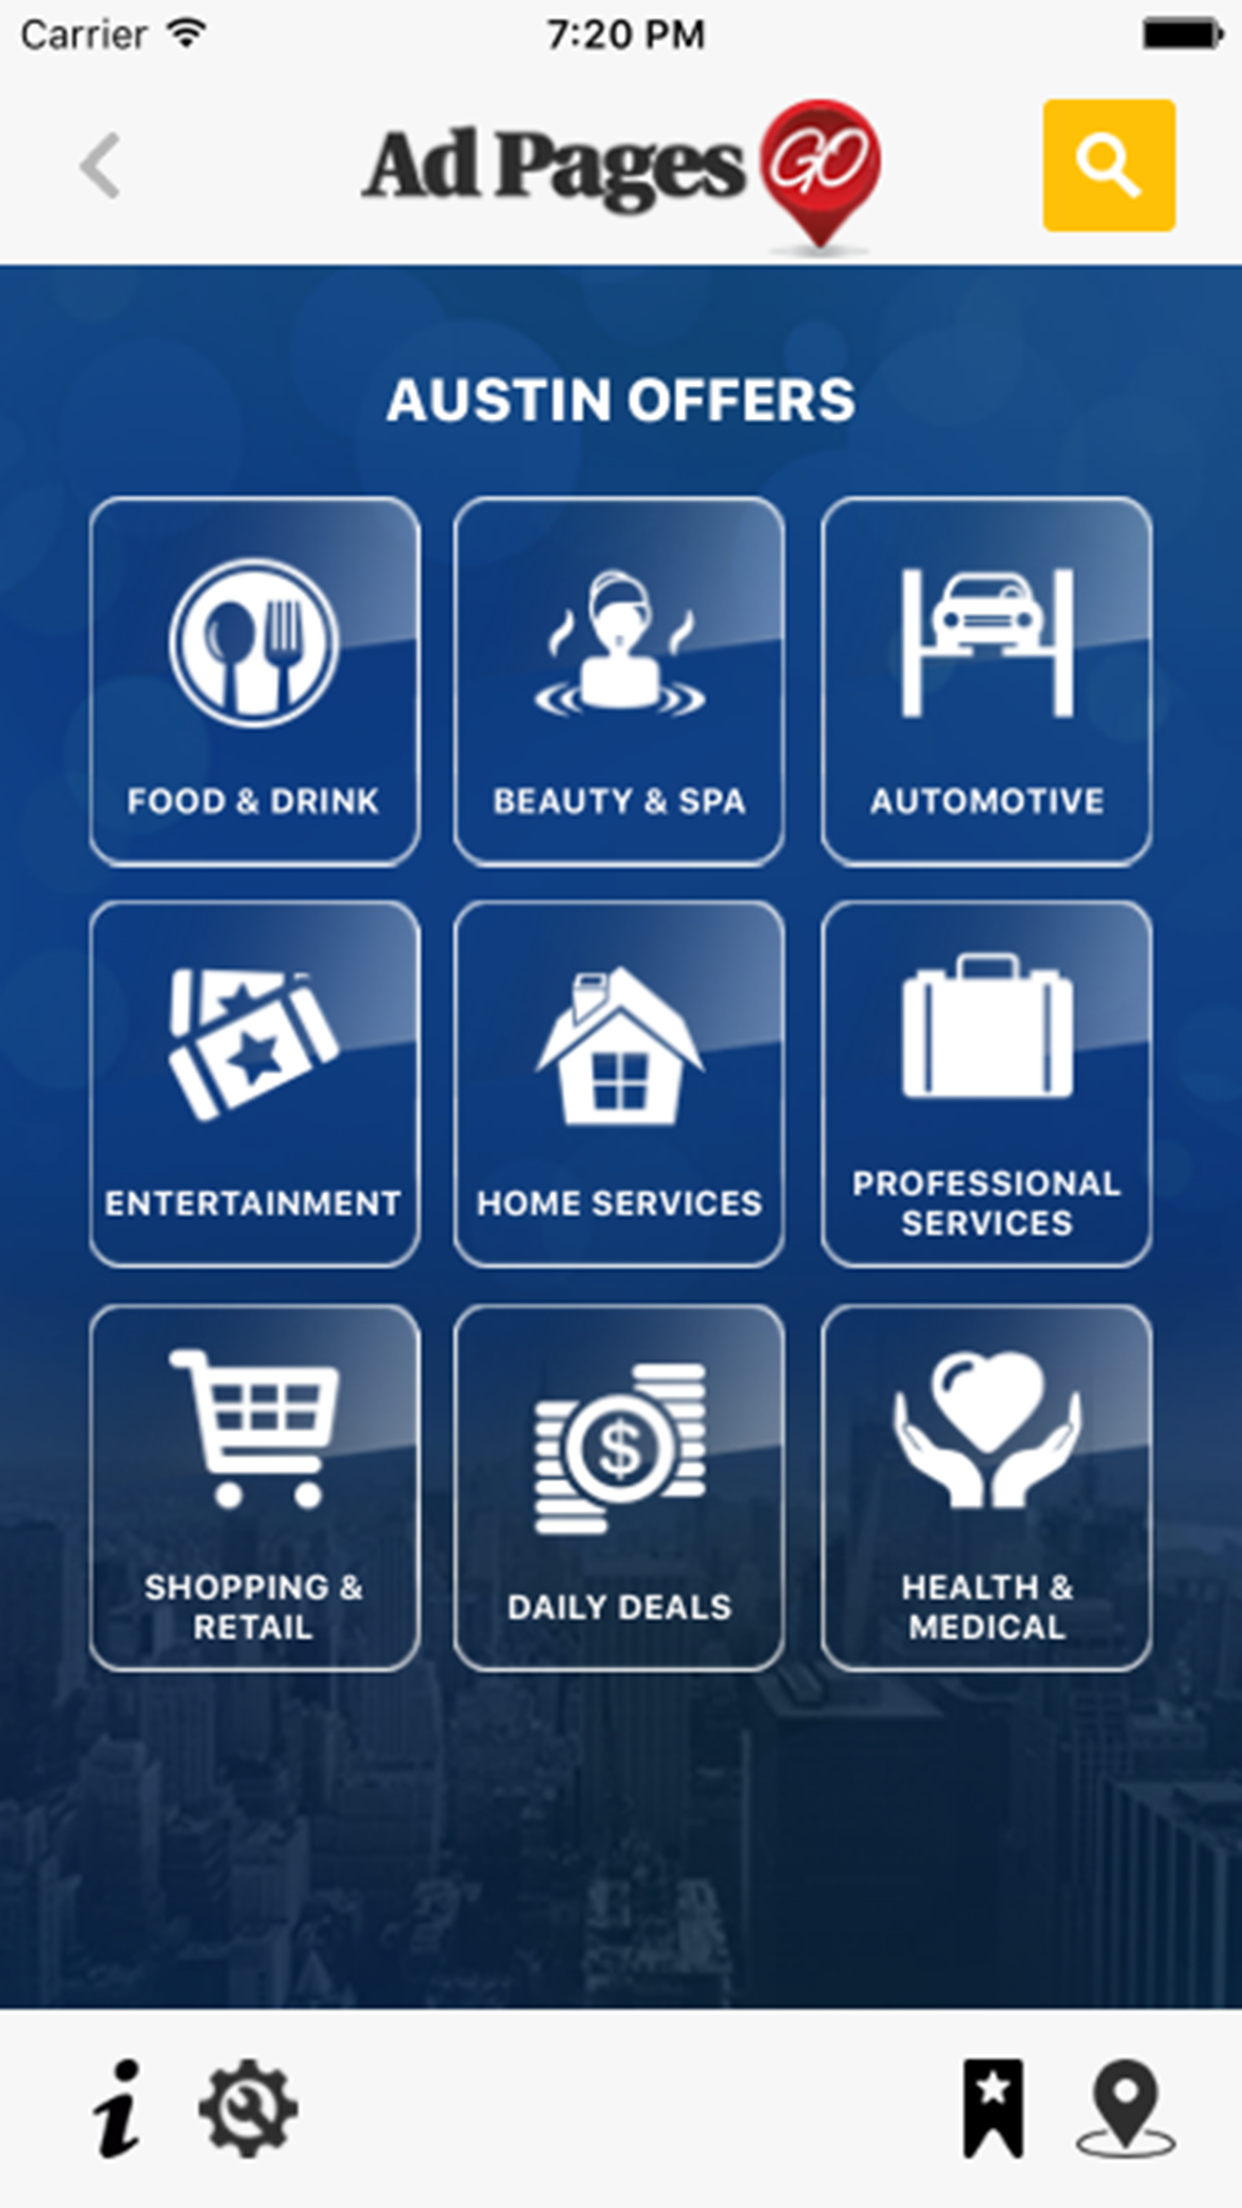 Carrier 7:20 PM
Ad Pages GO
AUSTIN OFFERS
FOOD & DRINK
BEAUTY & SPA
AUTOMOTIVE
ENTERTAINMENT
HOME SERVICES
PROFESSIONAL
SERVICES
SHOPPING &
RETAIL
$
DAILY DEALS
HEALTH &
MEDICAL
i